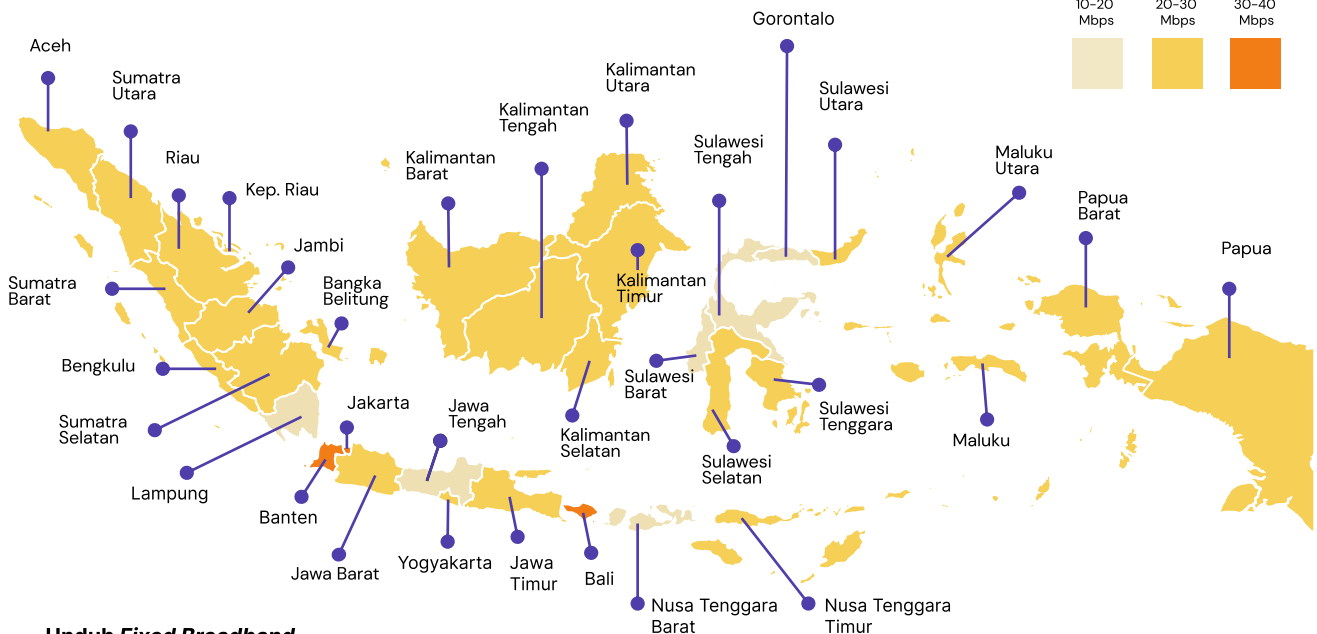 10-20
Mbps
20-30
Mbps
30-40
Mbps
Gorontalo
Aceh
Sumatra
Utara
Kalimantan
Utara
Sulawesi
Utara
Kalimantan
Tengah
Sulawesi
Tengah
Riau
Kalimantan
Barat
Maluku
Utara
Kep. Riau
Papua
Barat
Jambi
Papua
Sumatra
Barat
Bangka
Belitung
Kalimantan
Timur
Bengkulu
Sulawesi
Barat
Jakarta
Jawa
Tengah
Sulawesi
Tenggara
Sumatra
Selatan
Kalimantan
Selatan
Maluku
Sulawesi
Selatan
Lampung
Banten
Jawa Barat
Yogyakarta
Jawa
Timur
Bali
Nusa Tenggara
Barat
Nusa Tenggara
Timur
Unduh Fixed Broadband